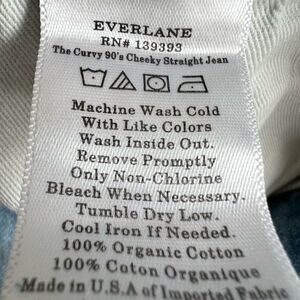 EVERLANE
RN# 139393
The Curvy 90's Cheeky Straight Jean
Machine Wash Cold
With Like Colors
Wash Inside Out.
Remove Promptly
Only Non-Chlorine
Bleach When Necessary.
Tumble Dry Low.
Cool Iron If Needed.
100% Organic Cotton
100% Coton Organique
Made in U.S.A of Imported Fabric